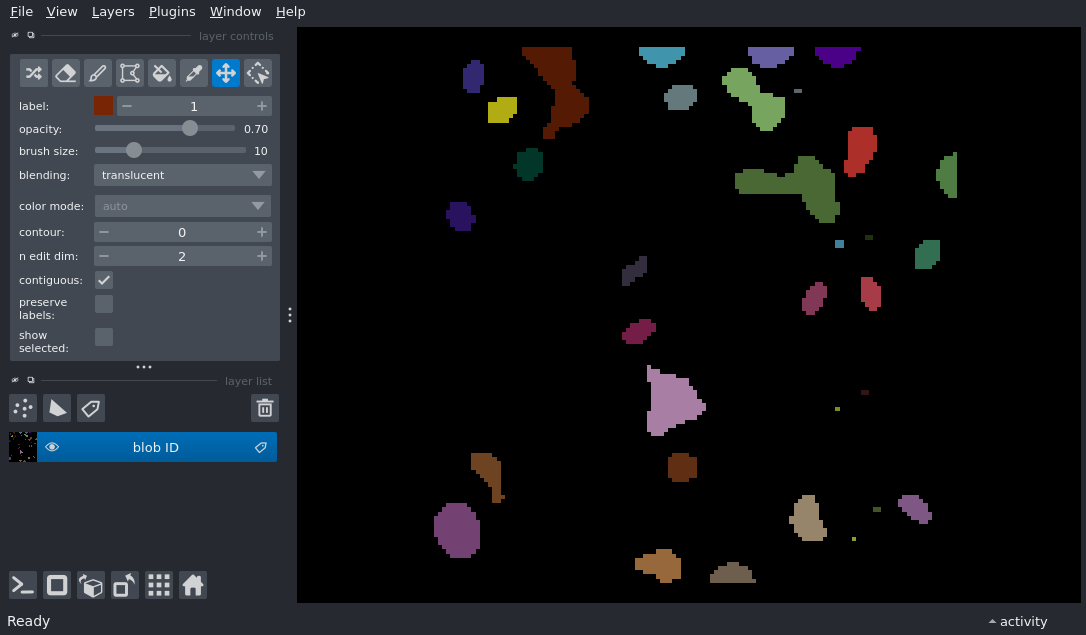 File View Layers Plugins Window Help
layer controls
label: 1
opacity: 0.70
brush size: 10
blending: translucent
color mode: auto
contour: 0
n edit dim: 2
contiguous:
preserve
labels:
show
selected:
layer list
blob ID
Ready
activity